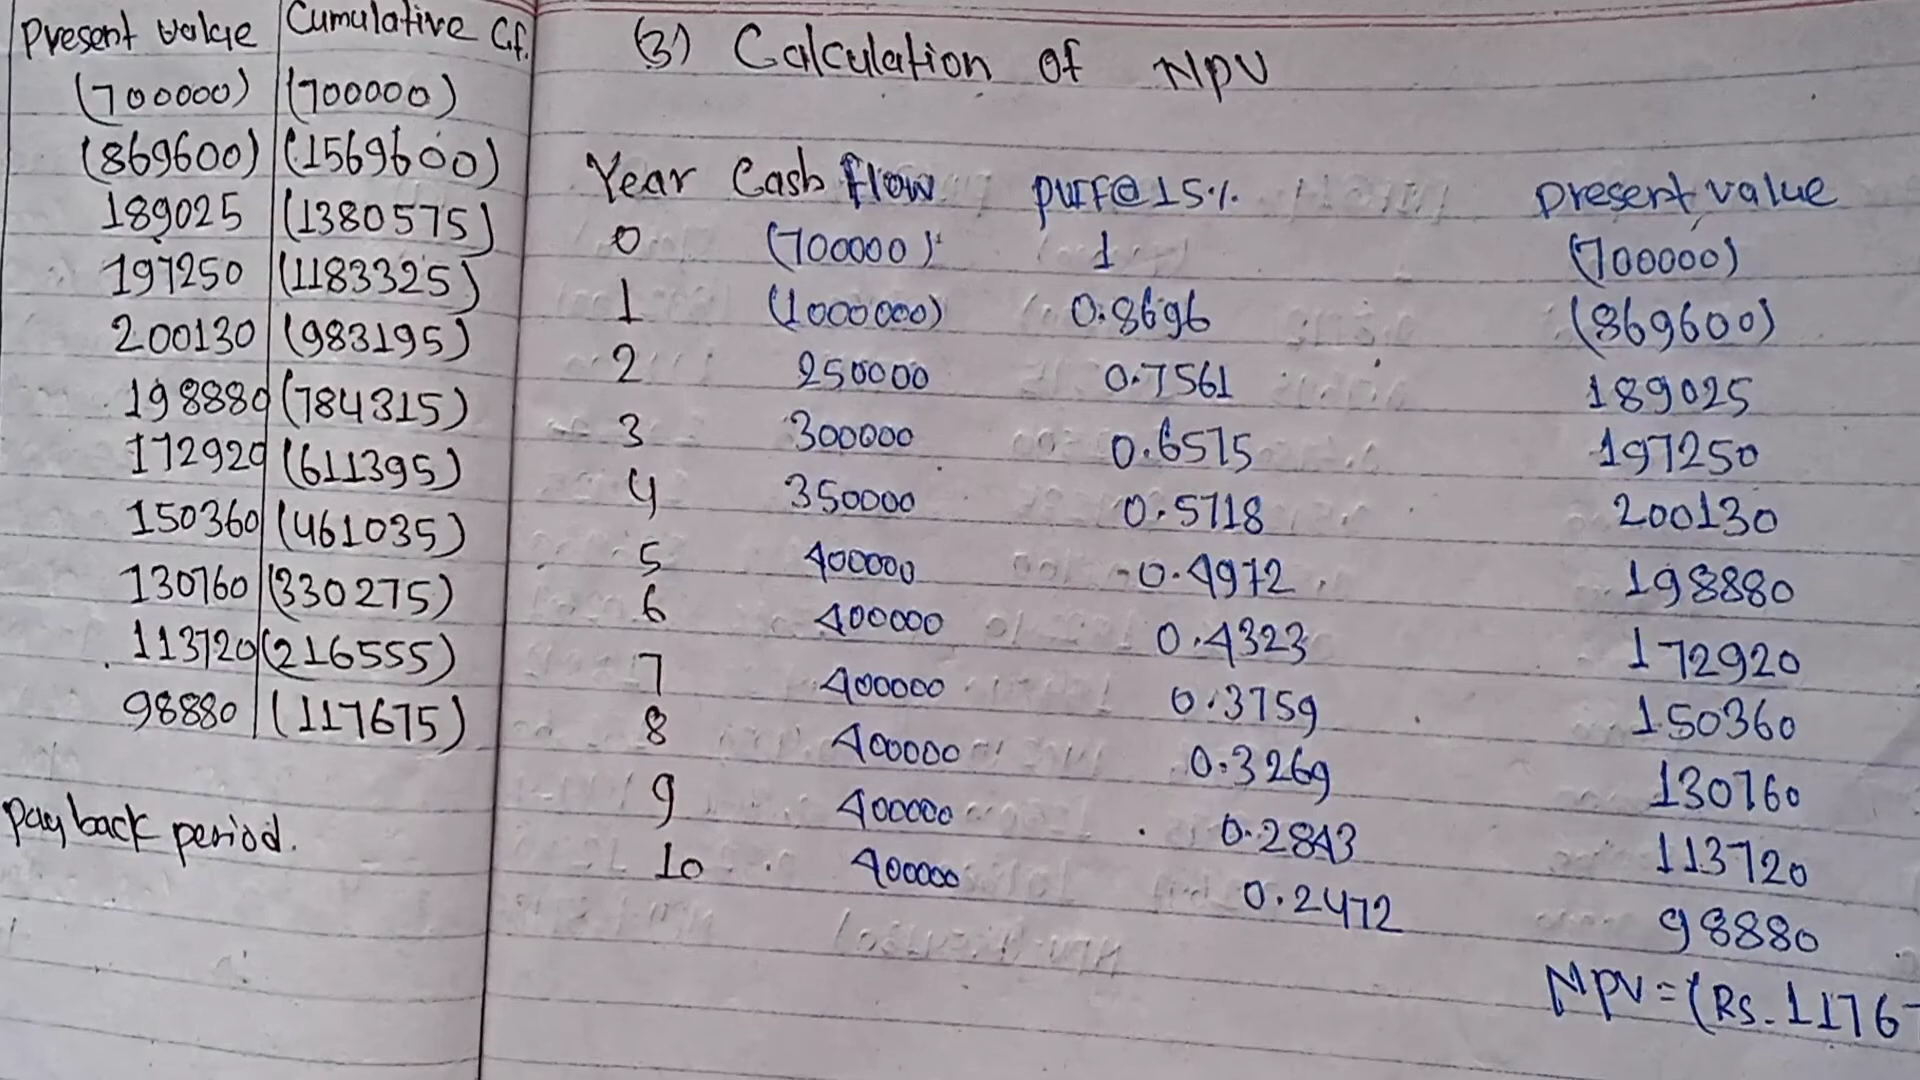 Present value Cumulative Cf.
(700000) (700000)
(869600) (1569600)
189025 (1380575)
197250 (1183325)
200130 (983195)
198880 (784315)
172920 (611395)
150360 (461035)
130760 (330275)
113720 (216555)
98880 (117675)
Payback period.
(3) Calculation of NPV
Year Cash flow PVIF@15% Present value
0 (700000) 1 (700000)
1 (1000000) 0.8696 (869600)
2 250000 0.7561 189025
3 300000 0.6575 197250
4 350000 0.5718 200130
5 400000 0.4972 198880
6 400000 0.4323 172920
7 400000 0.3759 150360
8 400000 0.3269 130760
9 400000 0.2843 113720
10 400000 0.2472 98880
NPV = (Rs. 1176